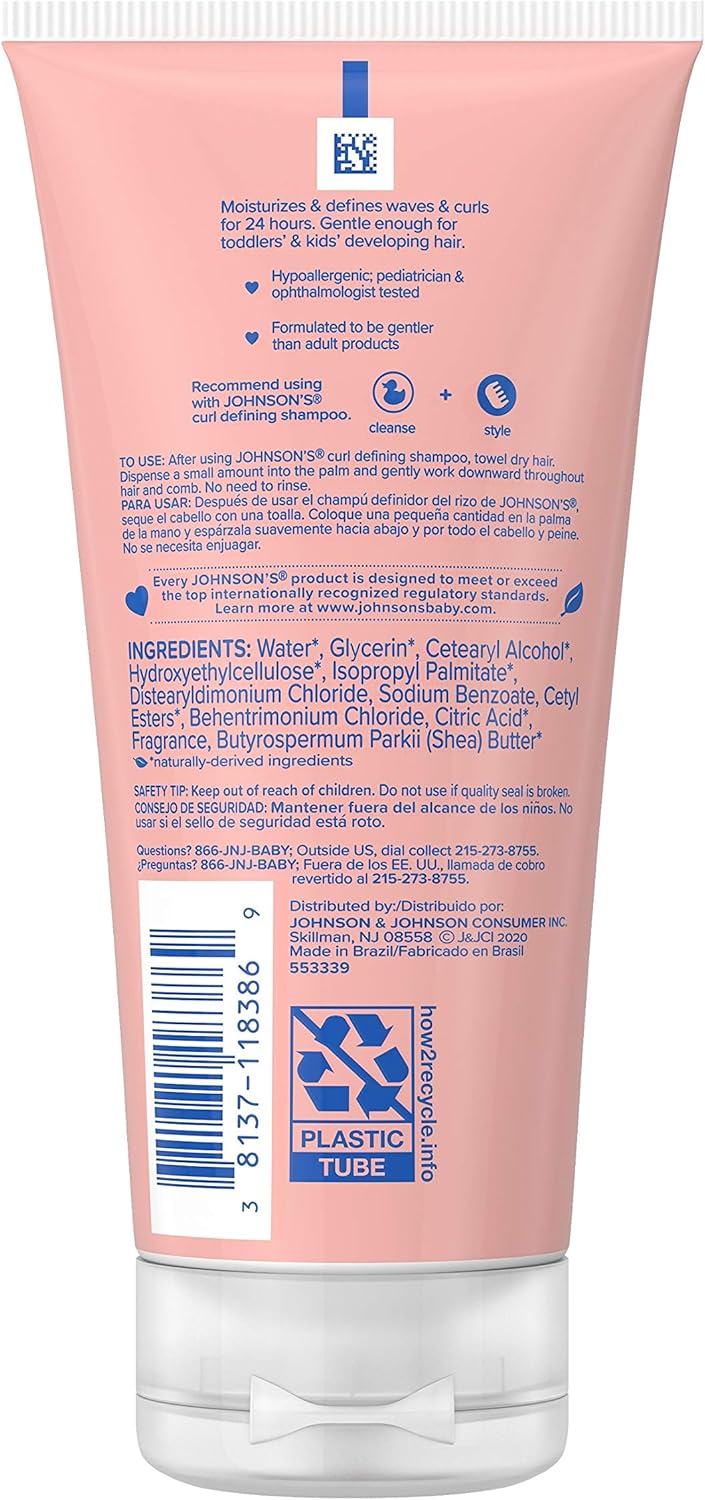 Moisturizes & defines waves & curls
for 24 hours. Gentle enough for
toddlers' & kids' developing hair.
Hypoallergenic; pediatrician &
ophthalmologist tested
Formulated to be gentler
than adult products
Recommend using
with JOHNSON'S®
curl defining shampoo.
cleanse
+
style
TO USE: After using JOHNSON'S® curl defining shampoo, towel dry hair.
Dispense a small amount into the palm and gently work downward throughout
hair and comb. No need to rinse.
PARA USAR: Después de usar el champú definidor del rizo de JOHNSON'S®,
seque el cabello con una toalla. Coloque una pequeña cantidad en la palma
de la mano y espárzala suavemente hacia abajo y por todo el cabello y peine.
No se necesita enjuagar.
Every JOHNSON'S® product is designed to meet or exceed
the top internationally recognized regulatory standards.
Learn more at www.johnsonsbaby.com.
INGREDIENTS: Water*, Glycerin*, Cetearyl Alcohol*,
Hydroxyethylcellulose*, Isopropyl Palmitate*,
Distearyldimonium Chloride, Sodium Benzoate, Cetyl
Esters*, Behentrimonium Chloride, Citric Acid*,
Fragrance, Butyrospermum Parkii (Shea) Butter*
*naturally-derived ingredients
SAFETY TIP: Keep out of reach of children. Do not use if quality seal is broken.
CONSEJO DE SEGURIDAD: Mantener fuera del alcance de los niños. No
usar si el sello de seguridad está roto.
Questions? 866-JNJ-BABY; Outside US, dial collect 215-273-8755.
¿Preguntas? 866-JNJ-BABY; Fuera de los EE. UU., llamada de cobro
revertido al 215-273-8755.
Distributed by:/Distribuido por:
JOHNSON & JOHNSON CONSUMER INC.
Skillman, NJ 08558 © J&JCI 2020
Made in Brazil/Fabricado en Brasil
553339
3 8137-118386 9
how2recycle.info
PLASTIC
TUBE